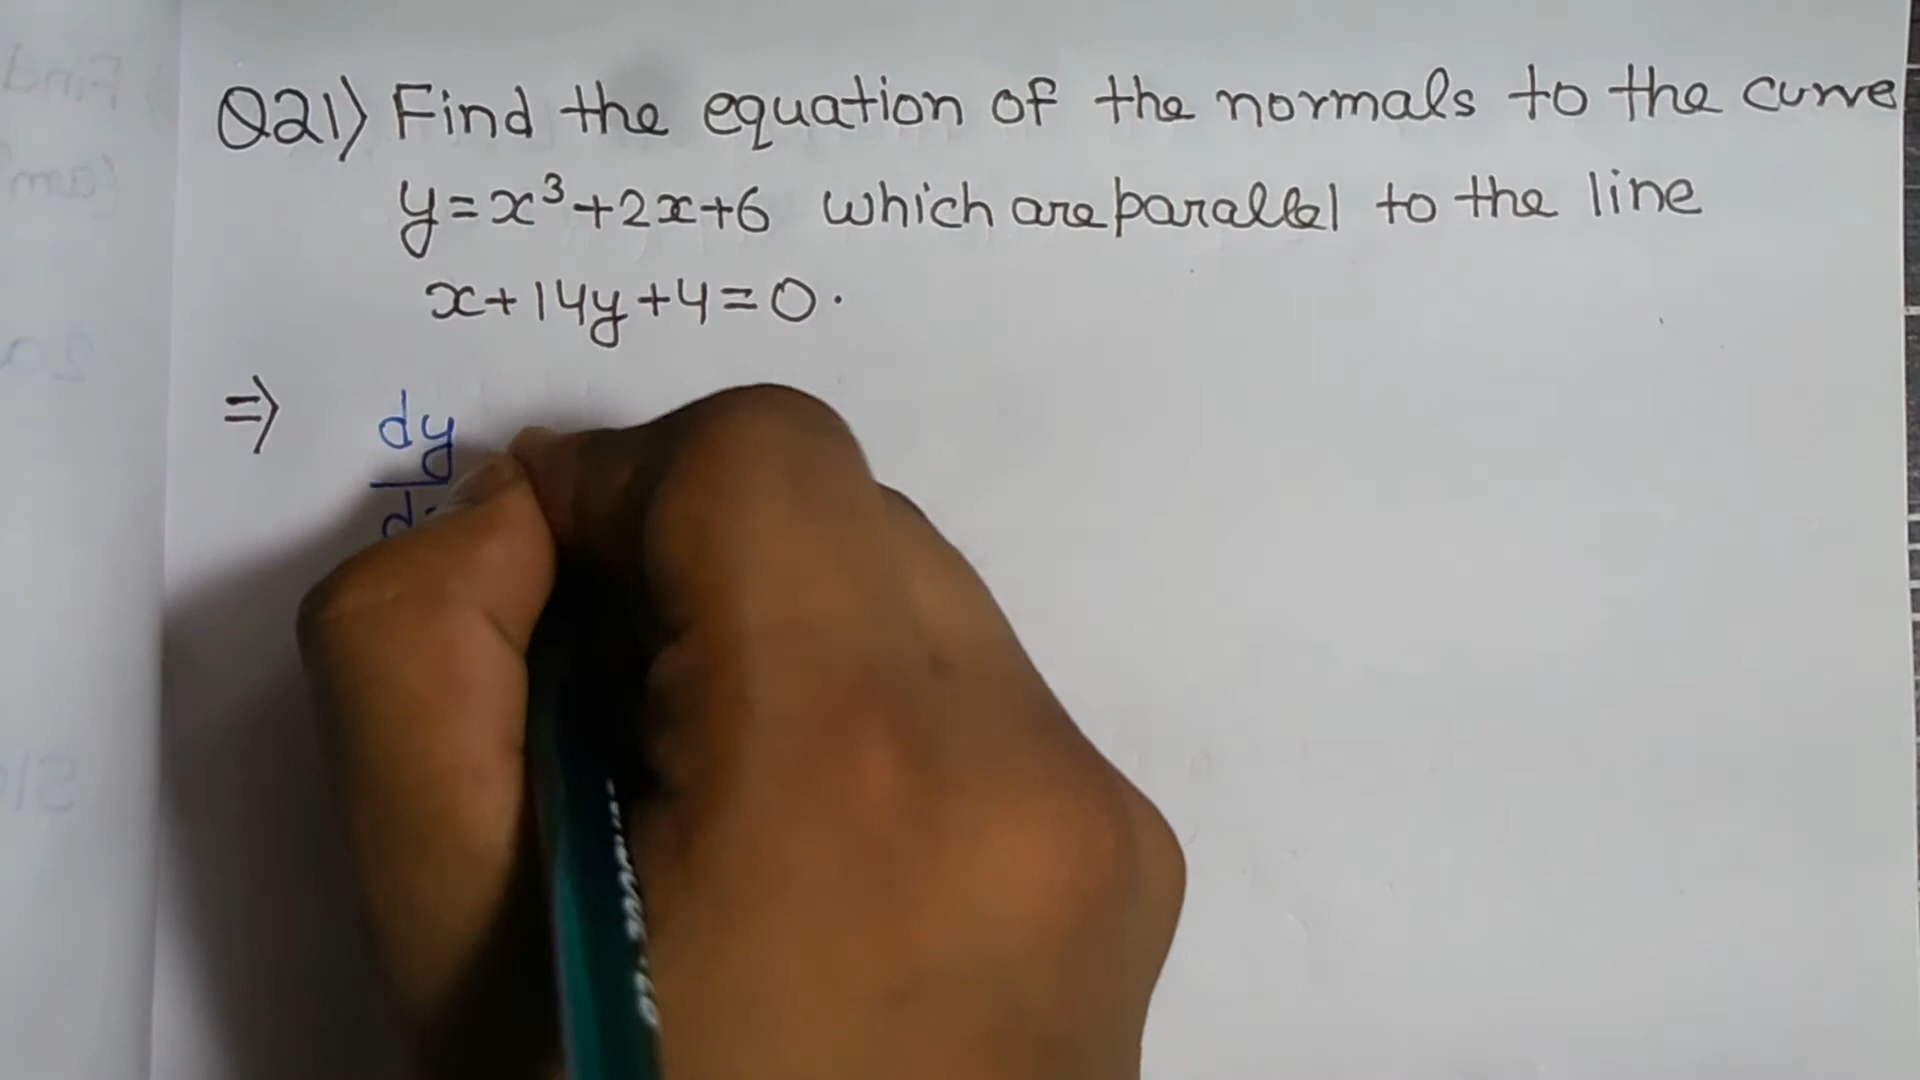 Q21) Find the equation of the normals to the curve
y=x³+2x+6 which are parallel to the line
x+14y+4=0.
⇒ dy